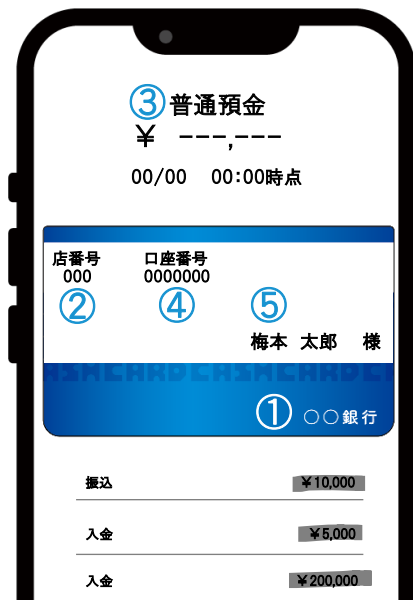 ③普通預金
¥ ---,---
00/00 00:00時点
店番号 口座番号
000 0000000
② ④ ⑤
梅本 太郎 様
CASHCARD CASHCARD C
① ○○銀行
振込 ¥10,000
入金 ¥5,000
入金 ¥200,000